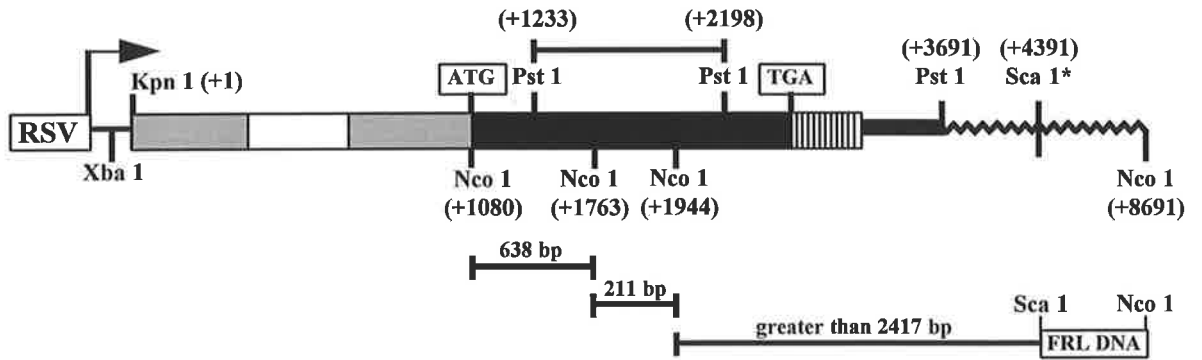 (+1233) (+2198)
(+3691) (+4391)
Kpn 1 (+1) ATG Pst 1 Pst 1 TGA Pst 1 Sca 1*
RSV
Xba 1
Nco 1 Nco 1 Nco 1 Nco 1
(+1080) (+1763) (+1944) (+8691)
638 bp
211 bp
Sca 1 Nco 1
greater than 2417 bp FRL DNA